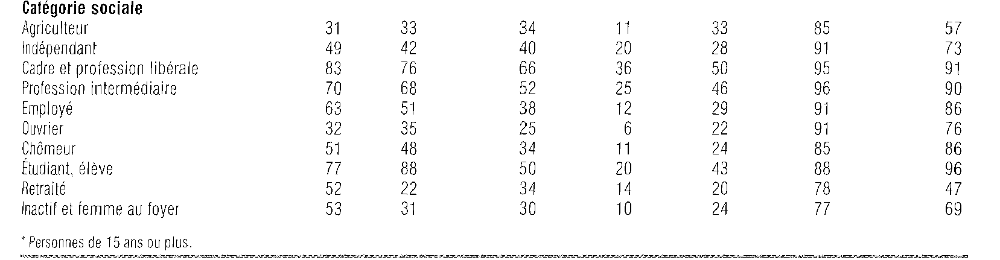 Catégorie sociale
Agriculteur 31 33 34 11 33 85 57
Indépendant 49 42 40 20 28 91 73
Cadre et profession libérale 83 76 66 36 50 95 91
Profession intermédiaire 70 68 52 25 46 96 90
Employé 63 51 38 12 29 91 86
Ouvrier 32 35 25 6 22 91 76
Chômeur 51 48 34 11 24 85 86
Étudiant, élève 77 88 50 20 43 88 96
Retraité 52 22 34 14 20 78 47
Inactif et femme au foyer 53 31 30 10 24 77 69
* Personnes de 15 ans ou plus.